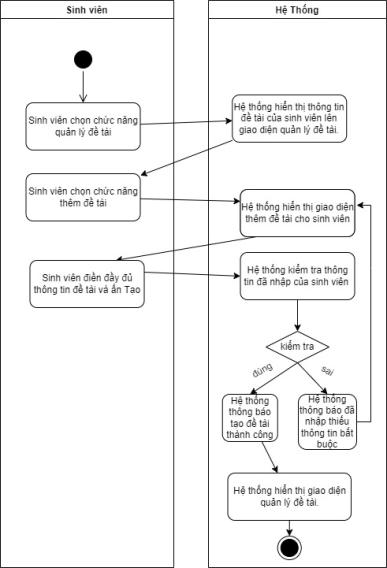 Sinh viên
Hệ Thống
Sinh viên chọn chức năng
quản lý đề tài
Hệ thống hiển thị thông tin
đề tài của sinh viên lên
giao diện quản lý đề tài.
Sinh viên chọn chức năng
thêm đề tài
Hệ thống hiển thị giao diện
thêm đề tài cho sinh viên
Sinh viên điền đầy đủ
thông tin đề tài và ấn Tạo
Hệ thống kiểm tra thông
tin đã nhập của sinh viên
kiểm tra
đúng
sai
Hệ thống
thông báo
tạo đề tài
thành công
Hệ thống
thông báo đã
nhập thiếu
thông tin bắt
buộc
Hệ thống hiển thị giao diện
quản lý đề tài.